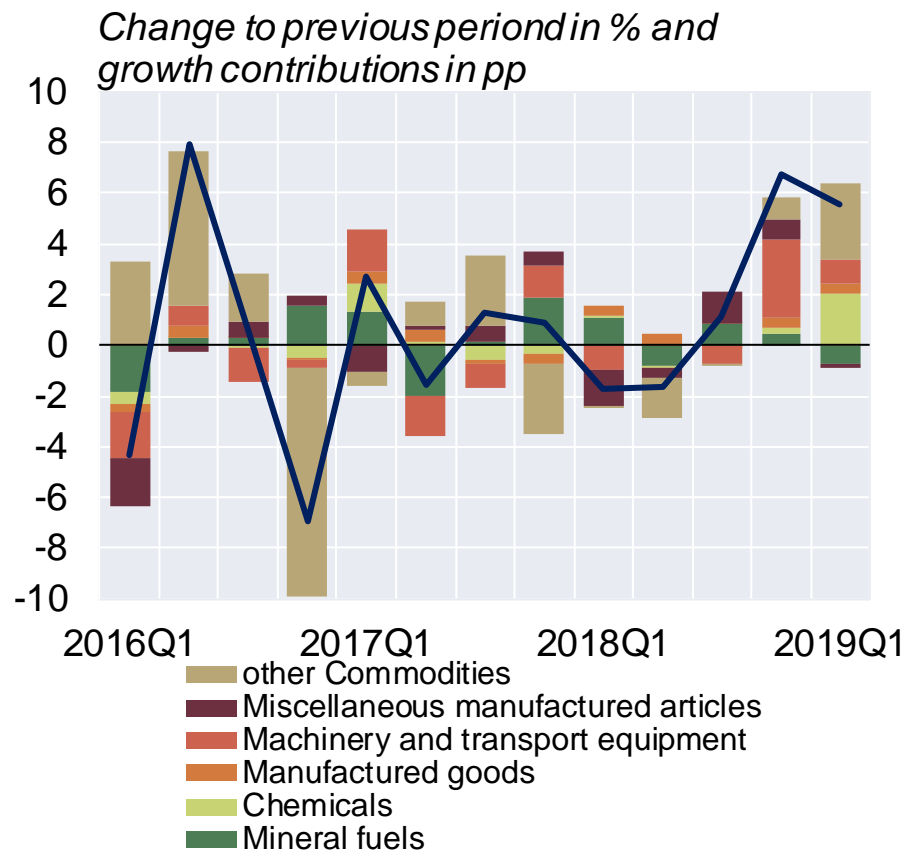 Change to previous periond in % and
growth contributions in pp
10
8
6
4
2
0
-2
-4
-6
-8
-10
2016Q1 2017Q1 2018Q1 2019Q1
other Commodities
Miscellaneous manufactured articles
Machinery and transport equipment
Manufactured goods
Chemicals
Mineral fuels